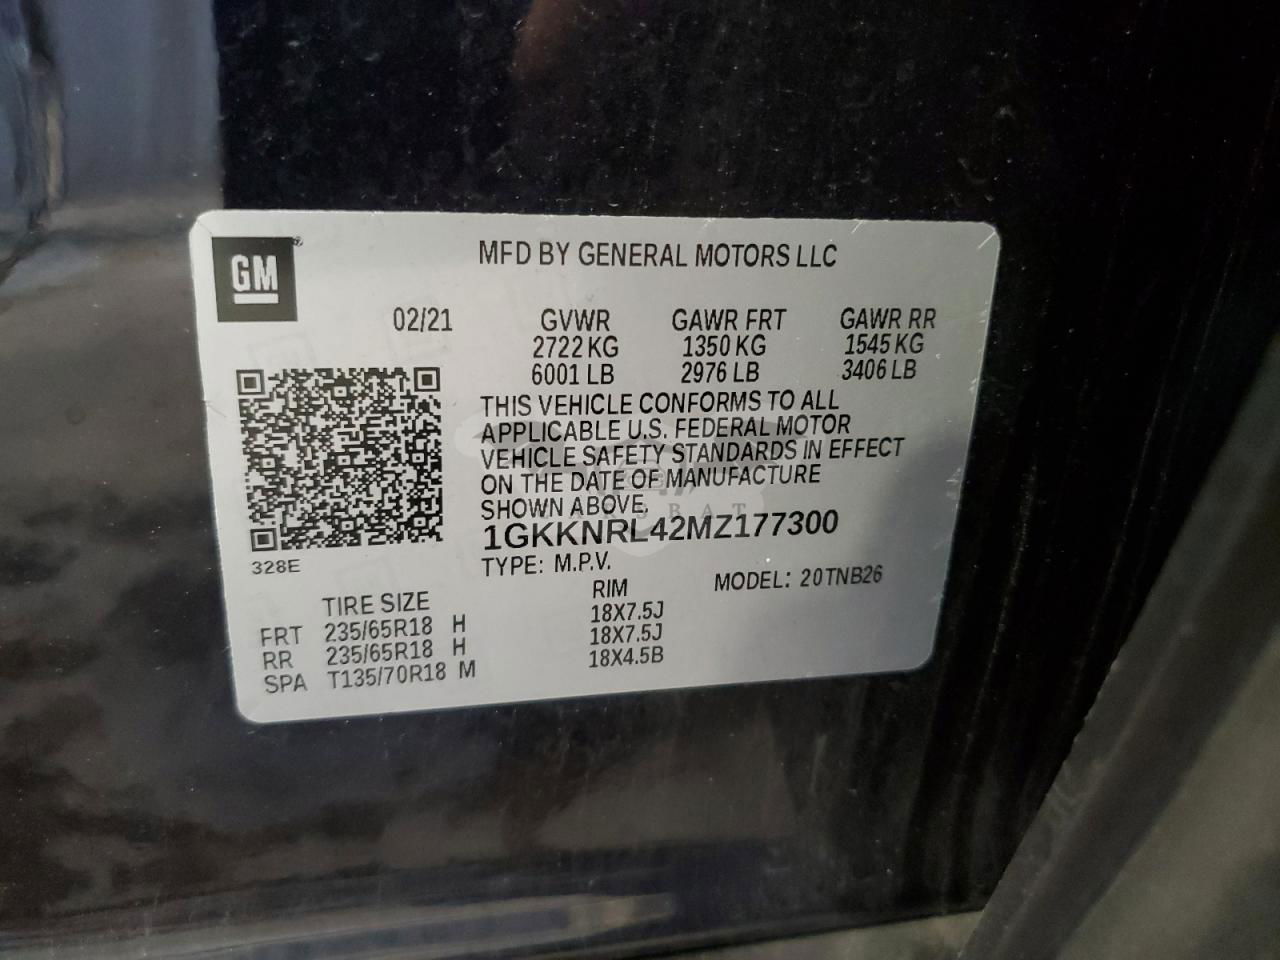 GM
MFD BY GENERAL MOTORS LLC
02/21 GVWR GAWR FRT GAWR RR
2722 KG 1350 KG 1545 KG
6001 LB 2976 LB 3406 LB
THIS VEHICLE CONFORMS TO ALL
APPLICABLE U.S. FEDERAL MOTOR
VEHICLE SAFETY STANDARDS IN EFFECT
ON THE DATE OF MANUFACTURE
SHOWN ABOVE.
1GKKNRL42MZ177300
328E
TYPE: M.P.V. MODEL: 20TNB26
TIRE SIZE RIM
FRT 235/65R18 H 18X7.5J
RR 235/65R18 H 18X7.5J
SPA T135/70R18 M 18X4.5B